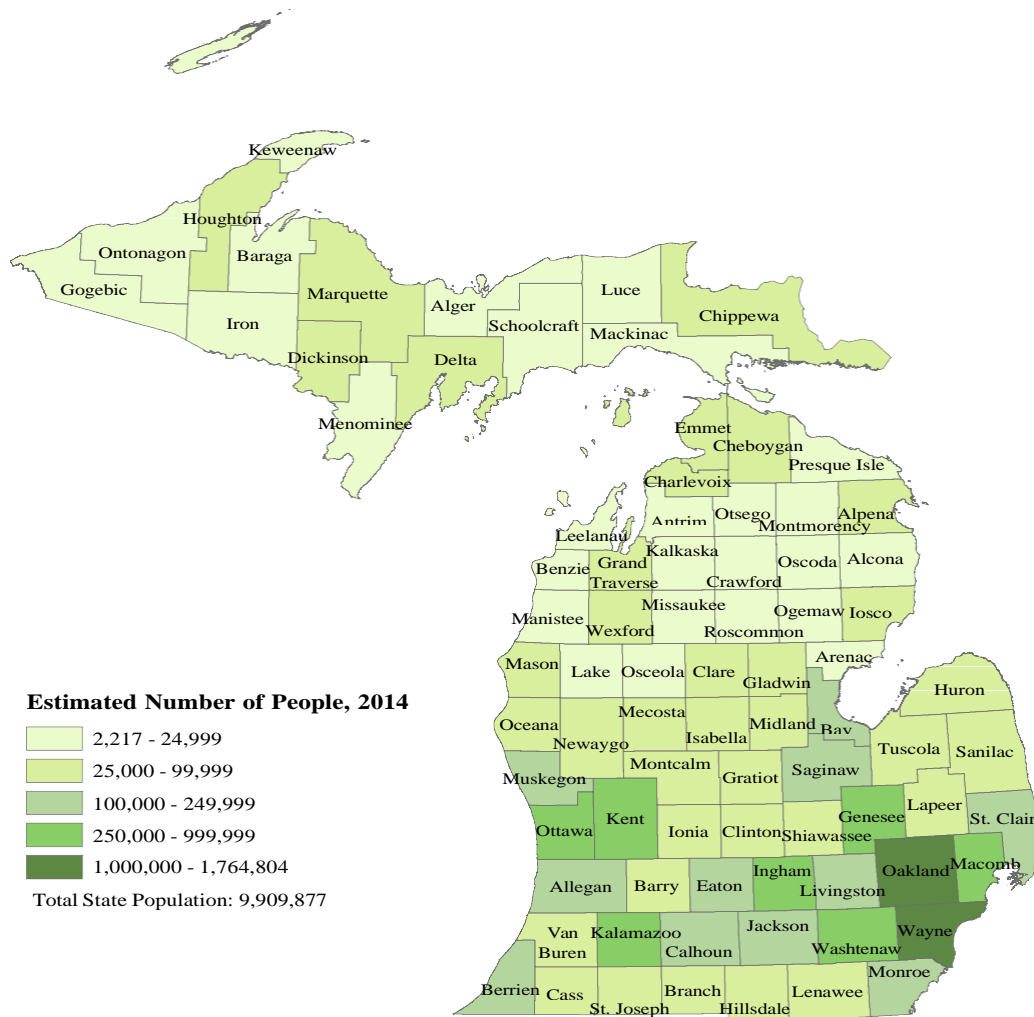 Keweenaw
Houghton
Ontonagon
Baraga
Gogebic
Marquette
Luce
Alger
Chippewa
Iron
Schoolcraft
Mackinac
Dickinson
Delta
Menominee
Emmet
Cheboygan
Presque Isle
Charlevoix
Antrim
Otsego
Alpena
Montmorency
Leelanau
Kalkaska
Grand
Traverse
Benzie
Crawford
Oscoda
Alcona
Manistee
Missaukee
Ogemaw
Iosco
Wexford
Roscommon
Mason
Lake
Osceola
Clare
Gladwin
Arenac
Huron
Oceana
Newaygo
Mecosta
Isabella
Midland
Bay
Tuscola
Sanilac
Muskegon
Montcalm
Gratiot
Saginaw
Lapeer
St. Clair
Ottawa
Kent
Ionia
Clinton
Shiawassee
Genesee
Allegan
Barry
Eaton
Ingham
Livingston
Oakland
Macomb
Van
Buren
Kalamazoo
Calhoun
Jackson
Washtenaw
Wayne
Berrien
Cass
St. Joseph
Branch
Hillsdale
Lenawee
Monroe
Estimated Number of People, 2014
2,217 - 24,999
25,000 - 99,999
100,000 - 249,999
250,000 - 999,999
1,000,000 - 1,764,804
Total State Population: 9,909,877